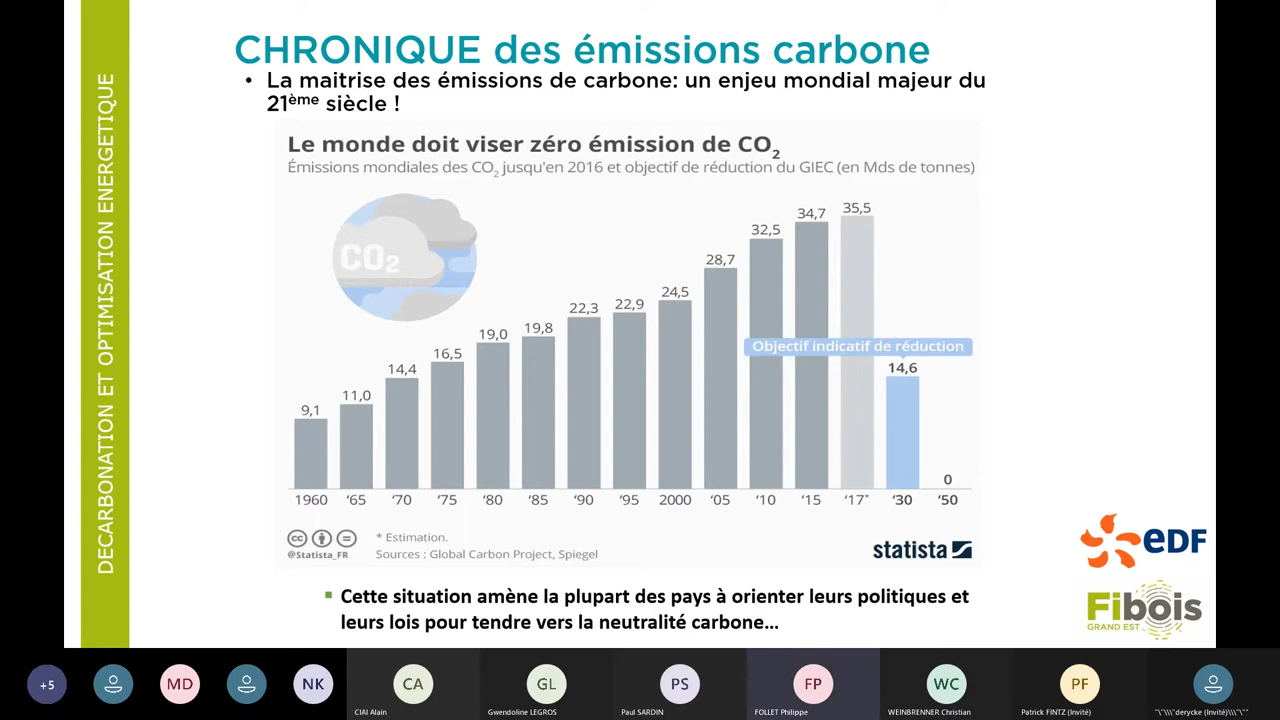 DECARBONATION ET OPTIMISATION ENERGETIQUE
CHRONIQUE des émissions carbone
• La maitrise des émissions de carbone: un enjeu mondial majeur du
21ème siècle !
Le monde doit viser zéro émission de CO2
Émissions mondiales des CO2 jusqu'en 2016 et objectif de réduction du GIEC (en Mds de tonnes)
CO2
9,1 11,0 14,4 16,5 19,0 19,8 22,3 22,9 24,5 28,7 32,5 34,7 35,5
Objectif indicatif de réduction
14,6
0
1960 ‘65 ‘70 ‘75 ‘80 ‘85 ‘90 ‘95 2000 ‘05 ‘10 ‘15 ‘17* ‘30 ‘50
@Statista_FR
* Estimation.
Sources : Global Carbon Project, Spiegel
statista
edF
Fibois
GRAND EST
▪ Cette situation amène la plupart des pays à orienter leurs politiques et
leurs lois pour tendre vers la neutralité carbone...
+5 MD NK CA GL PS FP WC PF
CIAI Alain
Gwendoline LEGROS
Paul SARDIN
FOLLET Philippe
WEINBRENNER Christian
Patrick FINTZ (Invité)
"\"\\\"derycke (Invité)\\\"\""